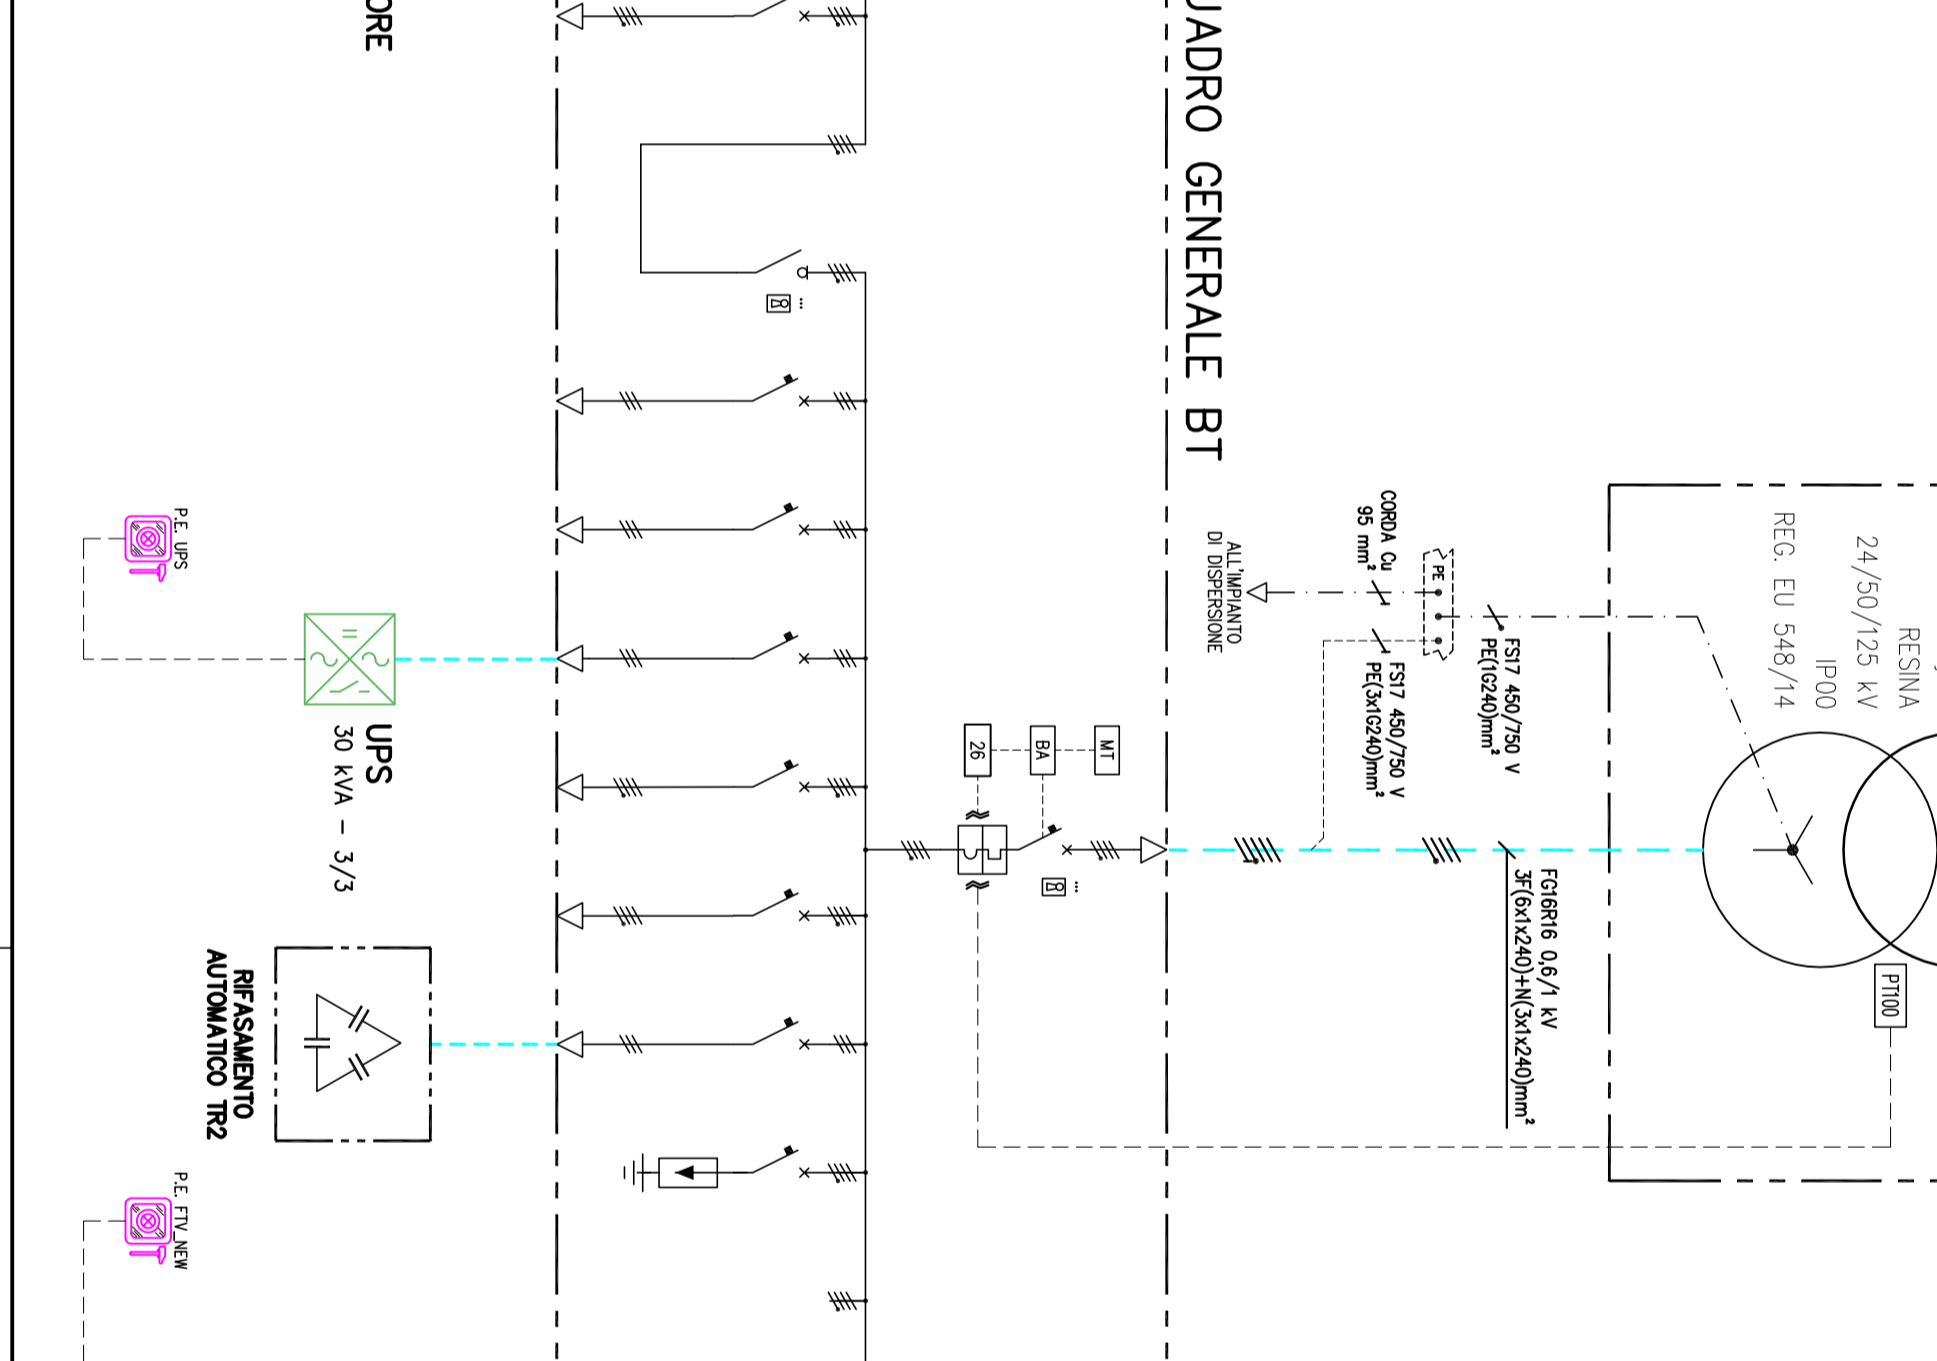 RESINA
24/50/125 kV
IP00
REG. EU 548/14
PT100
FS17 450/750 V
PE(1G240)mm²
FG16R16 0,6/1 kV
3F(6x1x240)+N(3x1x240)mm²
PE
CORDA Cu
95 mm²
FS17 450/750 V
PE(3x1G240)mm²
ALL'IMPIANTO
DI DISPERSIONE
UADRO GENERALE BT
MT
BA
26
...
...
ORE
UPS
30 kVA - 3/3
RIFASAMENTO
AUTOMATICO TR2
P.E. UPS
P.E. FTV_NEW